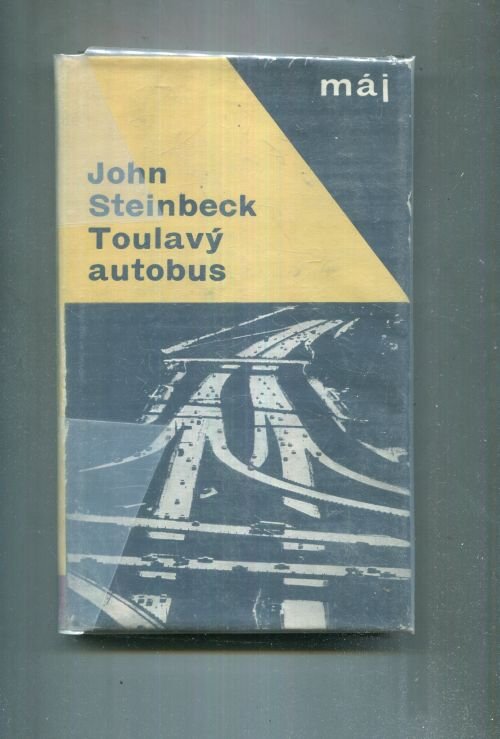 máj
John
Steinbeck
Toulavý
autobus